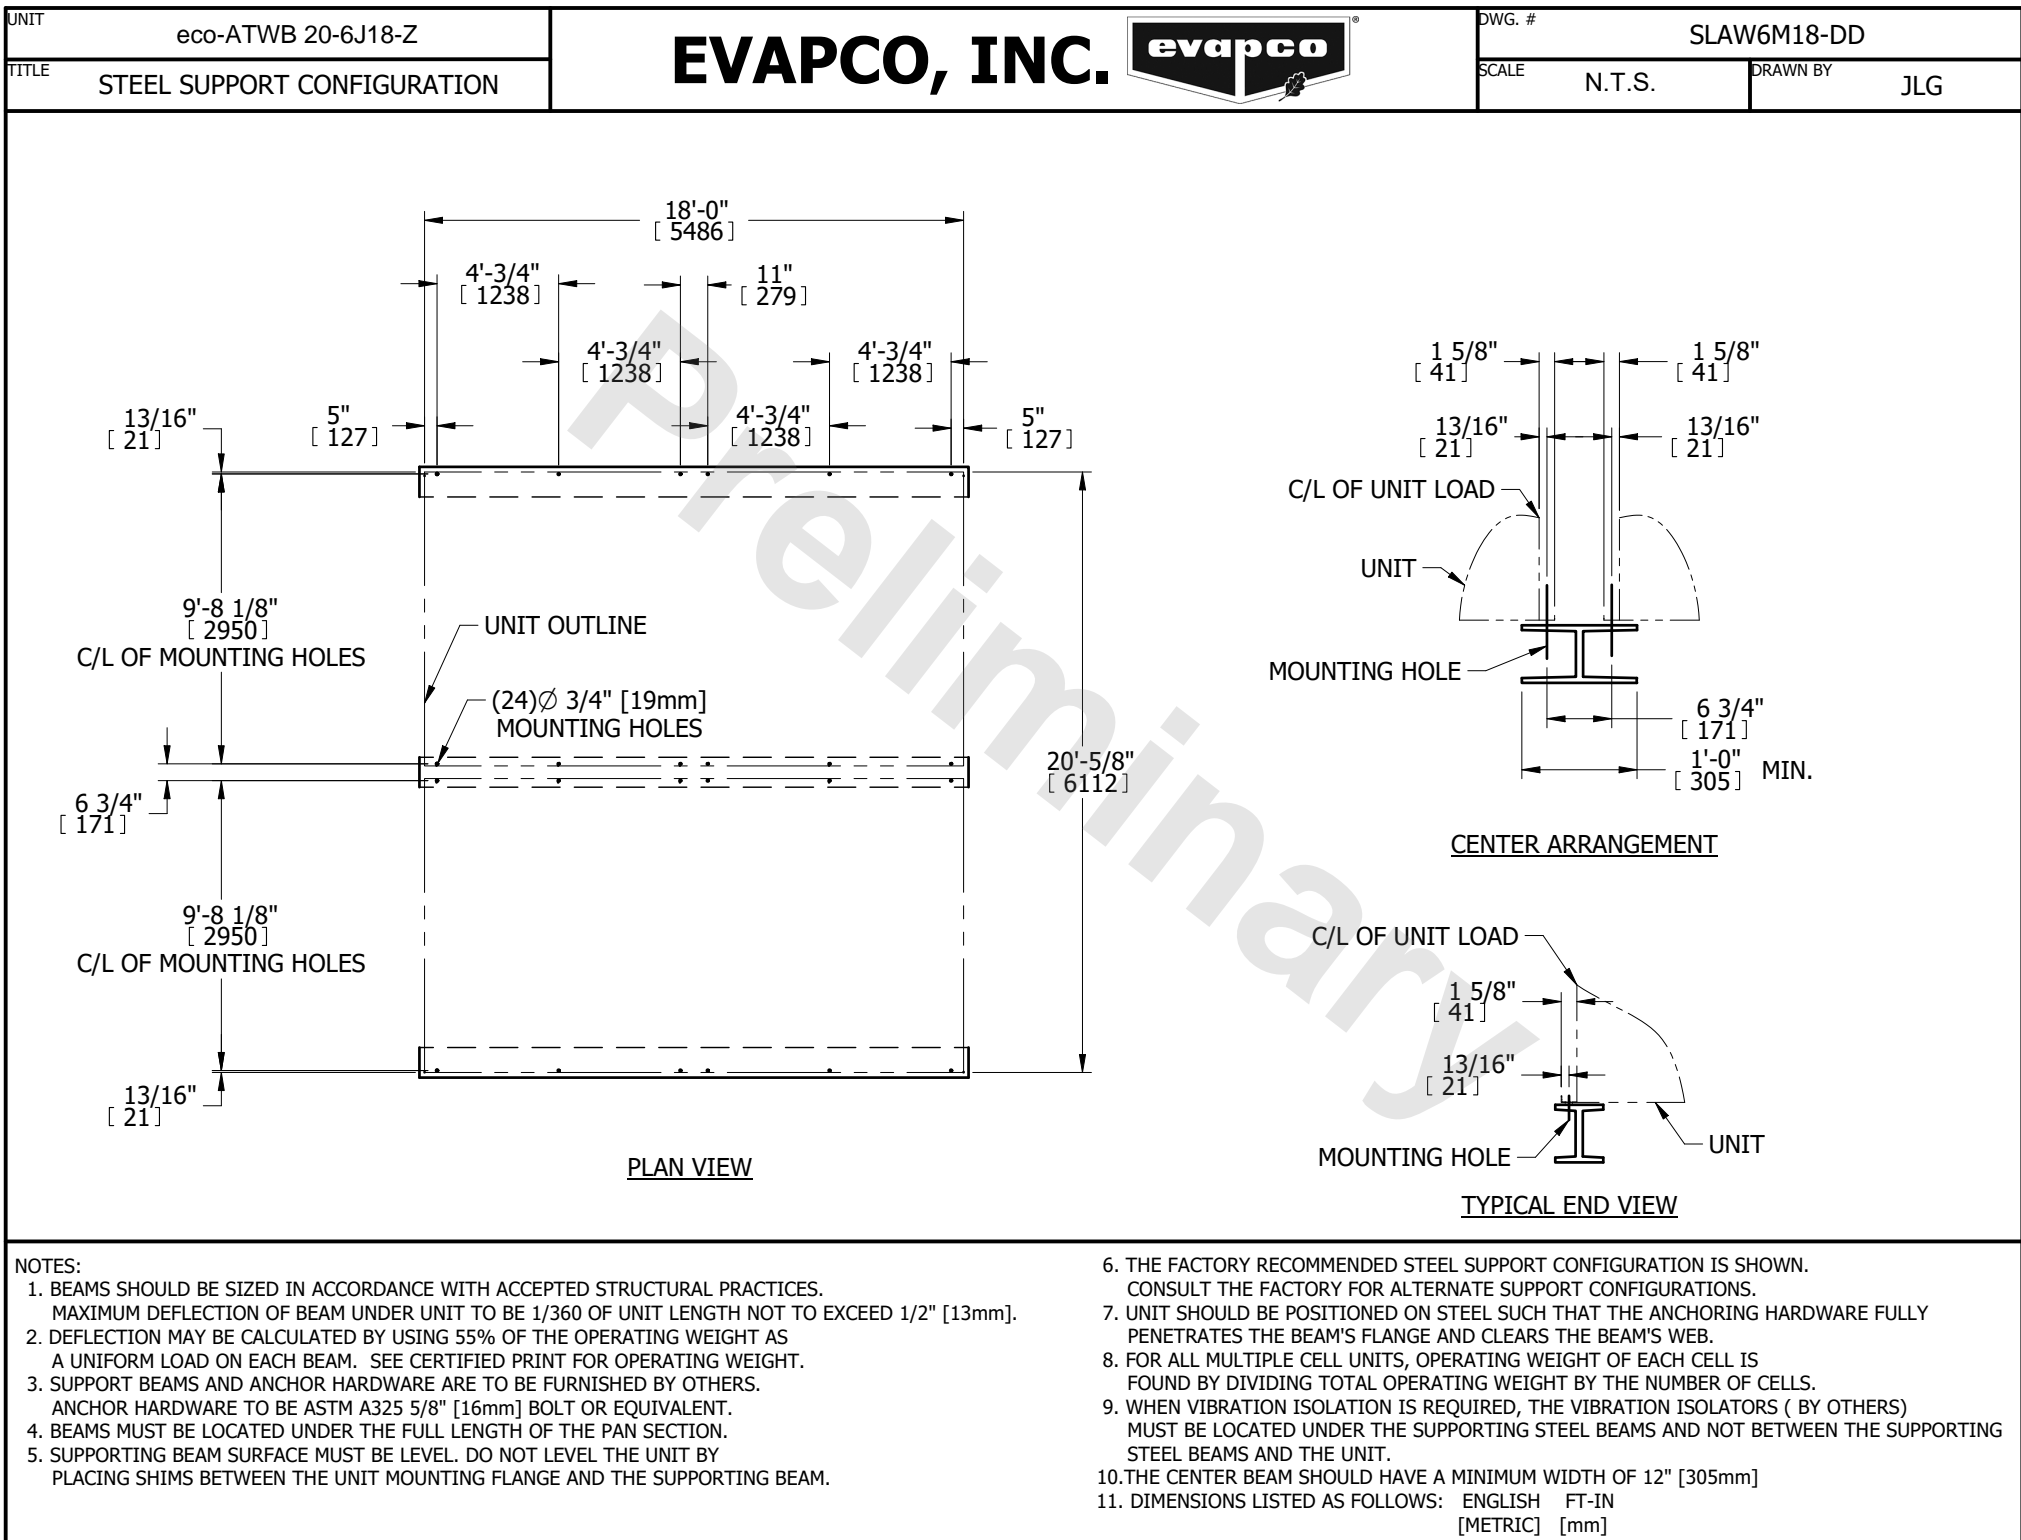 UNIT
eco-ATWB 20-6J18-Z
TITLE
STEEL SUPPORT CONFIGURATION
EVAPCO, INC.
evapco
®
DWG. #
SLAW6M18-DD
SCALE
N.T.S.
DRAWN BY
JLG
18'-0"
[ 5486 ]
4'-3/4"
[ 1238 ]
11"
[ 279 ]
4'-3/4"
[ 1238 ]
4'-3/4"
[ 1238 ]
13/16"
[ 21 ]
5"
[ 127 ]
4'-3/4"
[ 1238 ]
5"
[ 127 ]
9'-8 1/8"
[ 2950 ]
C/L OF MOUNTING HOLES
UNIT OUTLINE
(24)∅ 3/4" [19mm]
MOUNTING HOLES
20'-5/8"
[ 6112 ]
6 3/4"
[ 171 ]
9'-8 1/8"
[ 2950 ]
C/L OF MOUNTING HOLES
13/16"
[ 21 ]
PLAN VIEW
1 5/8"
[ 41 ]
1 5/8"
[ 41 ]
13/16"
[ 21 ]
13/16"
[ 21 ]
C/L OF UNIT LOAD
UNIT
MOUNTING HOLE
6 3/4"
[ 171 ]
1'-0"
[ 305 ] MIN.
CENTER ARRANGEMENT
C/L OF UNIT LOAD
1 5/8"
[ 41 ]
13/16"
[ 21 ]
MOUNTING HOLE
UNIT
TYPICAL END VIEW
Preliminary
NOTES:
1. BEAMS SHOULD BE SIZED IN ACCORDANCE WITH ACCEPTED STRUCTURAL PRACTICES.
MAXIMUM DEFLECTION OF BEAM UNDER UNIT TO BE 1/360 OF UNIT LENGTH NOT TO EXCEED 1/2" [13mm].
2. DEFLECTION MAY BE CALCULATED BY USING 55% OF THE OPERATING WEIGHT AS
A UNIFORM LOAD ON EACH BEAM. SEE CERTIFIED PRINT FOR OPERATING WEIGHT.
3. SUPPORT BEAMS AND ANCHOR HARDWARE ARE TO BE FURNISHED BY OTHERS.
ANCHOR HARDWARE TO BE ASTM A325 5/8" [16mm] BOLT OR EQUIVALENT.
4. BEAMS MUST BE LOCATED UNDER THE FULL LENGTH OF THE PAN SECTION.
5. SUPPORTING BEAM SURFACE MUST BE LEVEL. DO NOT LEVEL THE UNIT BY
PLACING SHIMS BETWEEN THE UNIT MOUNTING FLANGE AND THE SUPPORTING BEAM.
6. THE FACTORY RECOMMENDED STEEL SUPPORT CONFIGURATION IS SHOWN.
CONSULT THE FACTORY FOR ALTERNATE SUPPORT CONFIGURATIONS.
7. UNIT SHOULD BE POSITIONED ON STEEL SUCH THAT THE ANCHORING HARDWARE FULLY
PENETRATES THE BEAM'S FLANGE AND CLEARS THE BEAM'S WEB.
8. FOR ALL MULTIPLE CELL UNITS, OPERATING WEIGHT OF EACH CELL IS
FOUND BY DIVIDING TOTAL OPERATING WEIGHT BY THE NUMBER OF CELLS.
9. WHEN VIBRATION ISOLATION IS REQUIRED, THE VIBRATION ISOLATORS ( BY OTHERS)
MUST BE LOCATED UNDER THE SUPPORTING STEEL BEAMS AND NOT BETWEEN THE SUPPORTING
STEEL BEAMS AND THE UNIT.
10.THE CENTER BEAM SHOULD HAVE A MINIMUM WIDTH OF 12" [305mm]
11. DIMENSIONS LISTED AS FOLLOWS: ENGLISH FT-IN
[METRIC] [mm]